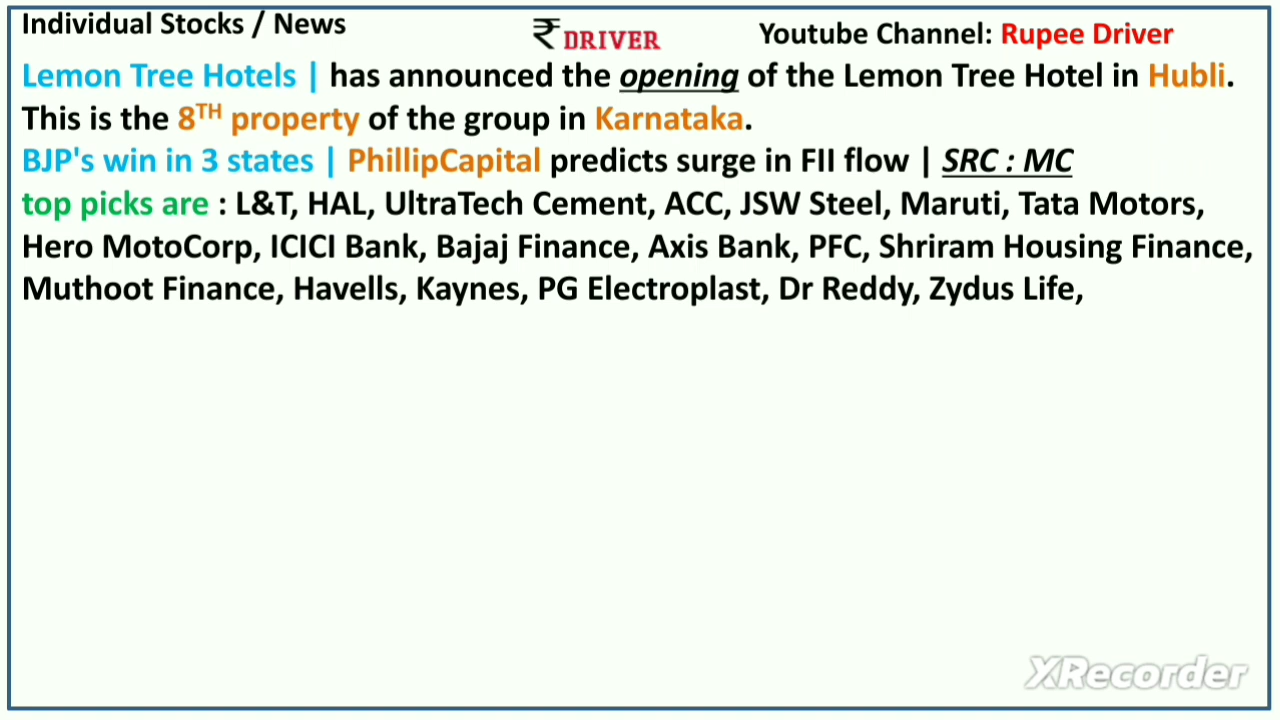 Individual Stocks / News
₹ DRIVER
Youtube Channel: Rupee Driver
Lemon Tree Hotels | has announced the opening of the Lemon Tree Hotel in Hubli.
This is the 8TH property of the group in Karnataka.
BJP's win in 3 states | PhillipCapital predicts surge in FII flow | SRC : MC
top picks are : L&T, HAL, UltraTech Cement, ACC, JSW Steel, Maruti, Tata Motors,
Hero MotoCorp, ICICI Bank, Bajaj Finance, Axis Bank, PFC, Shriram Housing Finance,
Muthoot Finance, Havells, Kaynes, PG Electroplast, Dr Reddy, Zydus Life,
XRecorder